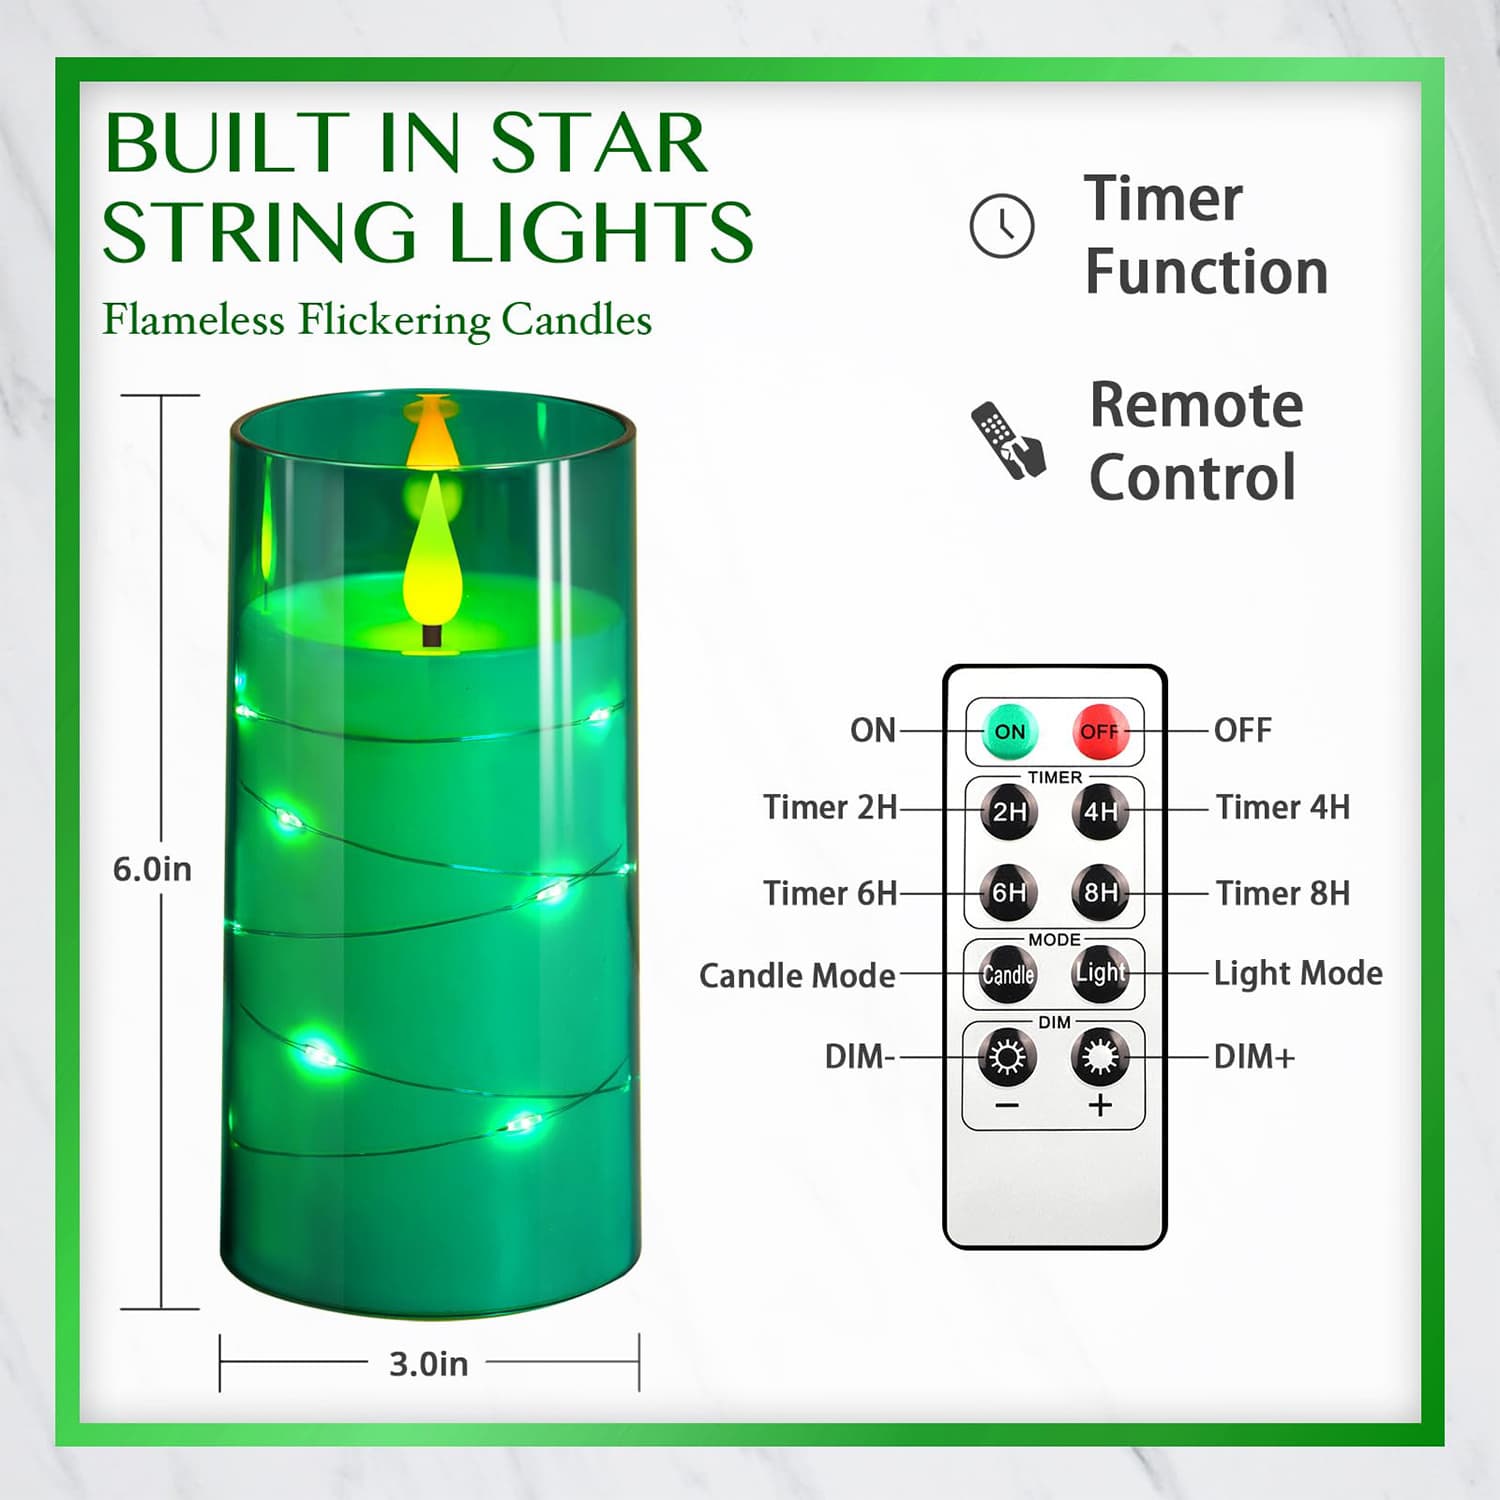 BUILT IN STAR
STRING LIGHTS
Flameless Flickering Candles
Timer
Function
Remote
Control
6.0in
3.0in
ON ON OFF OFF
TIMER
Timer 2H 2H 4H Timer 4H
Timer 6H 6H 8H Timer 8H
MODE
Candle Mode Candle Light Light Mode
DIM
DIM- DIM+
− +